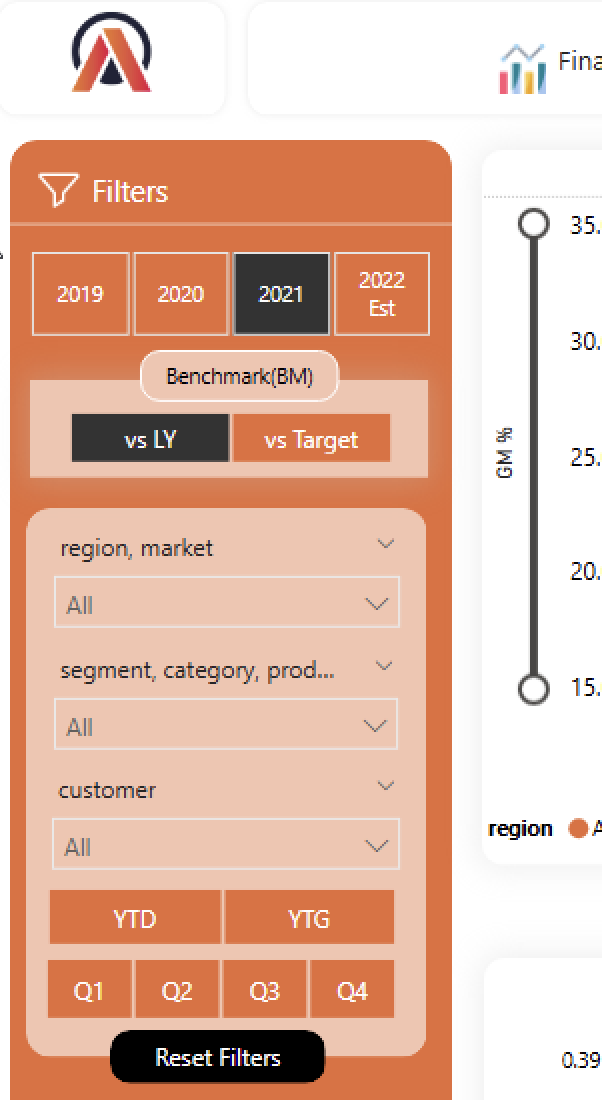 Fina
Filters
2019
2020
2021
2022
Est
Benchmark(BM)
vs LY
vs Target
region, market
All
segment, category, prod...
All
customer
All
YTD
YTG
Q1
Q2
Q3
Q4
Reset Filters
35.
30.
GM %
25.
20.
15.
region
A
0.39